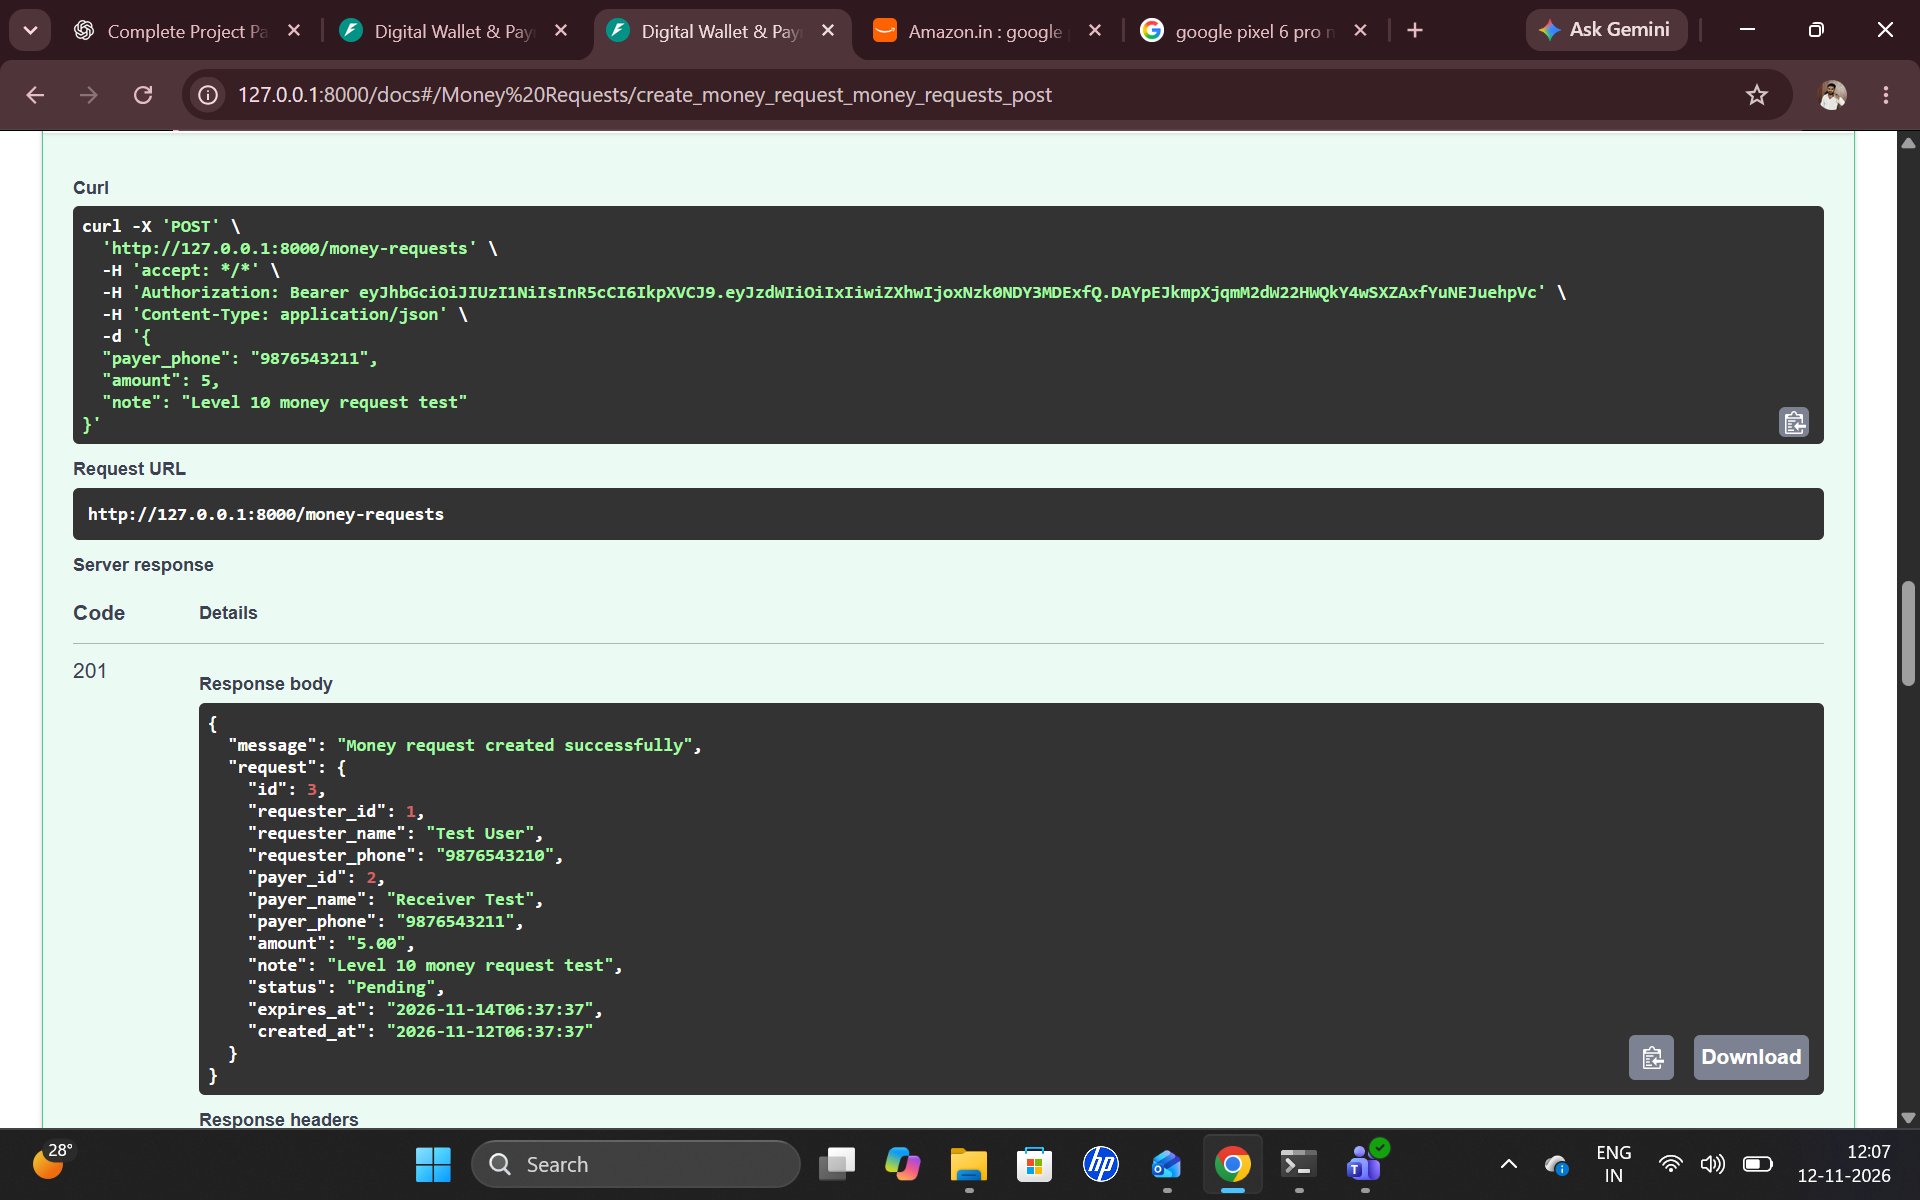 Complete Project Pa
Digital Wallet & Pay
Digital Wallet & Pay
Amazon.in : google
google pixel 6 pro n
Ask Gemini
127.0.0.1:8000/docs#/Money%20Requests/create_money_request_money_requests_post
Curl
curl -X 'POST' \
'http://127.0.0.1:8000/money-requests' \
-H 'accept: */*' \
-H 'Authorization: Bearer eyJhbGciOiJIUzI1NiIsInR5cCI6IkpXVCJ9.eyJzdWIiOiIxIiwiZXhwIjoxNzk0NDY3MDExfQ.DAYpEJkmpXjqmM2dW22HWQkY4wSXZAxfYuNEJuehpVc' \
-H 'Content-Type: application/json' \
-d '{
"payer_phone": "9876543211",
"amount": 5,
"note": "Level 10 money request test"
}'
Request URL
http://127.0.0.1:8000/money-requests
Server response
Code Details
201
Response body
{
"message": "Money request created successfully",
"request": {
"id": 3,
"requester_id": 1,
"requester_name": "Test User",
"requester_phone": "9876543210",
"payer_id": 2,
"payer_name": "Receiver Test",
"payer_phone": "9876543211",
"amount": "5.00",
"note": "Level 10 money request test",
"status": "Pending",
"expires_at": "2026-11-14T06:37:37",
"created_at": "2026-11-12T06:37:37"
}
}
Download
Response headers
28°
Search
hp
ENG
IN
12:07
12-11-2026